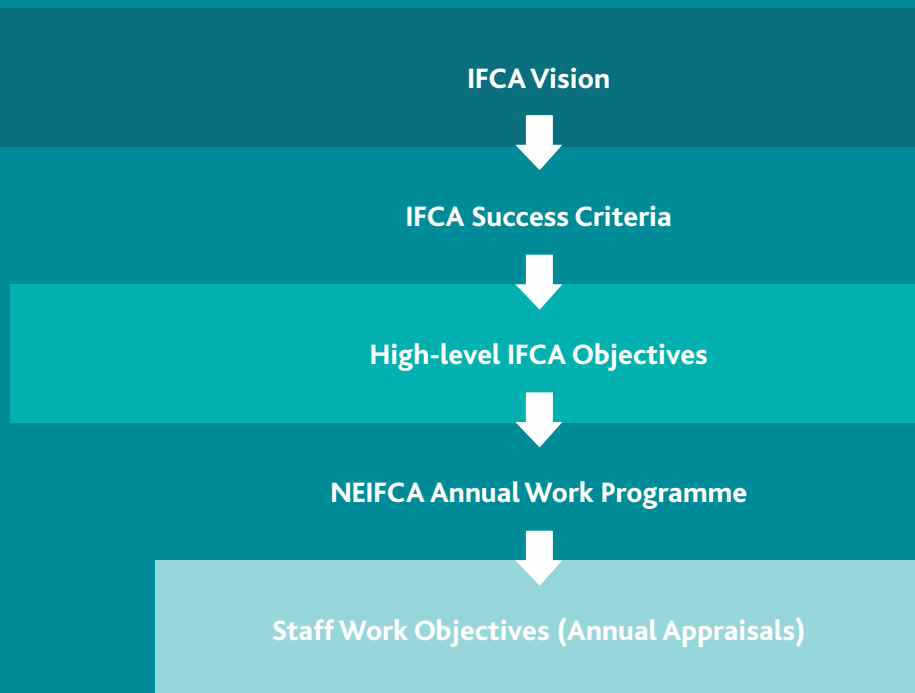 IFCA Vision
IFCA Success Criteria
High-level IFCA Objectives
NEIFCA Annual Work Programme
Staff Work Objectives (Annual Appraisals)